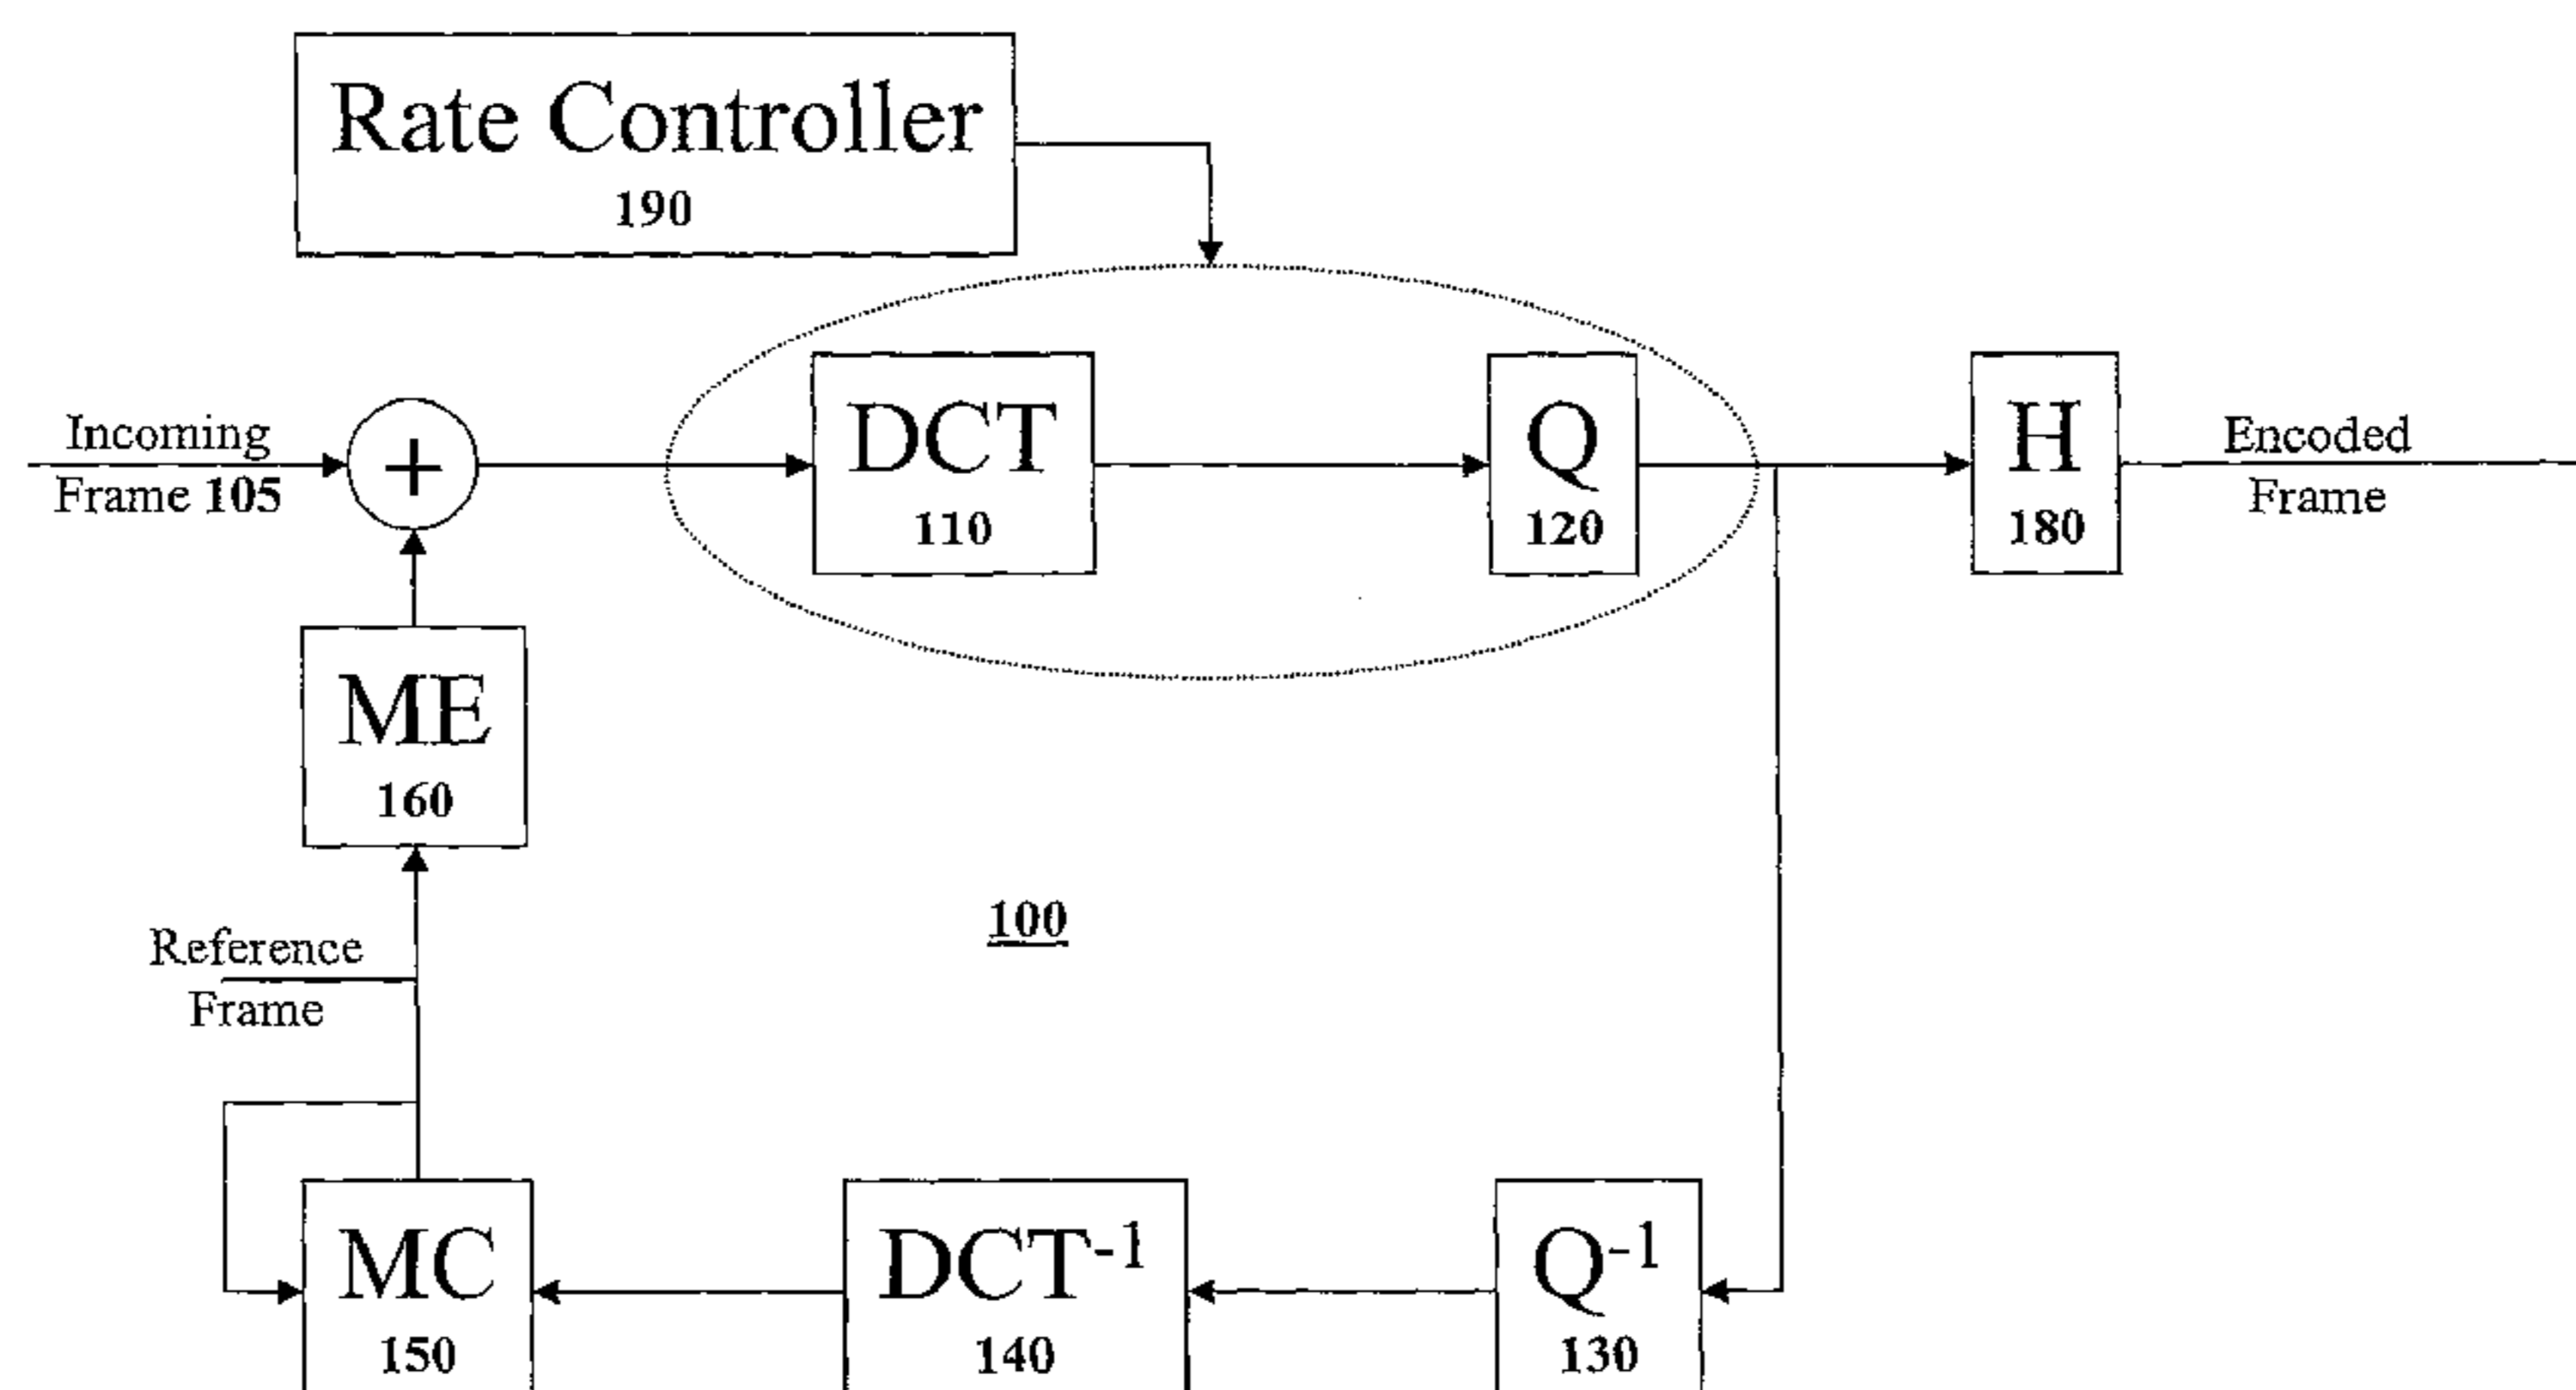 Rate Controller
190
Incoming
Frame 105
+
DCT
110
Q
120
H
180
Encoded
Frame
ME
160
100
Reference
Frame
MC
150
DCT-1
140
Q-1
130